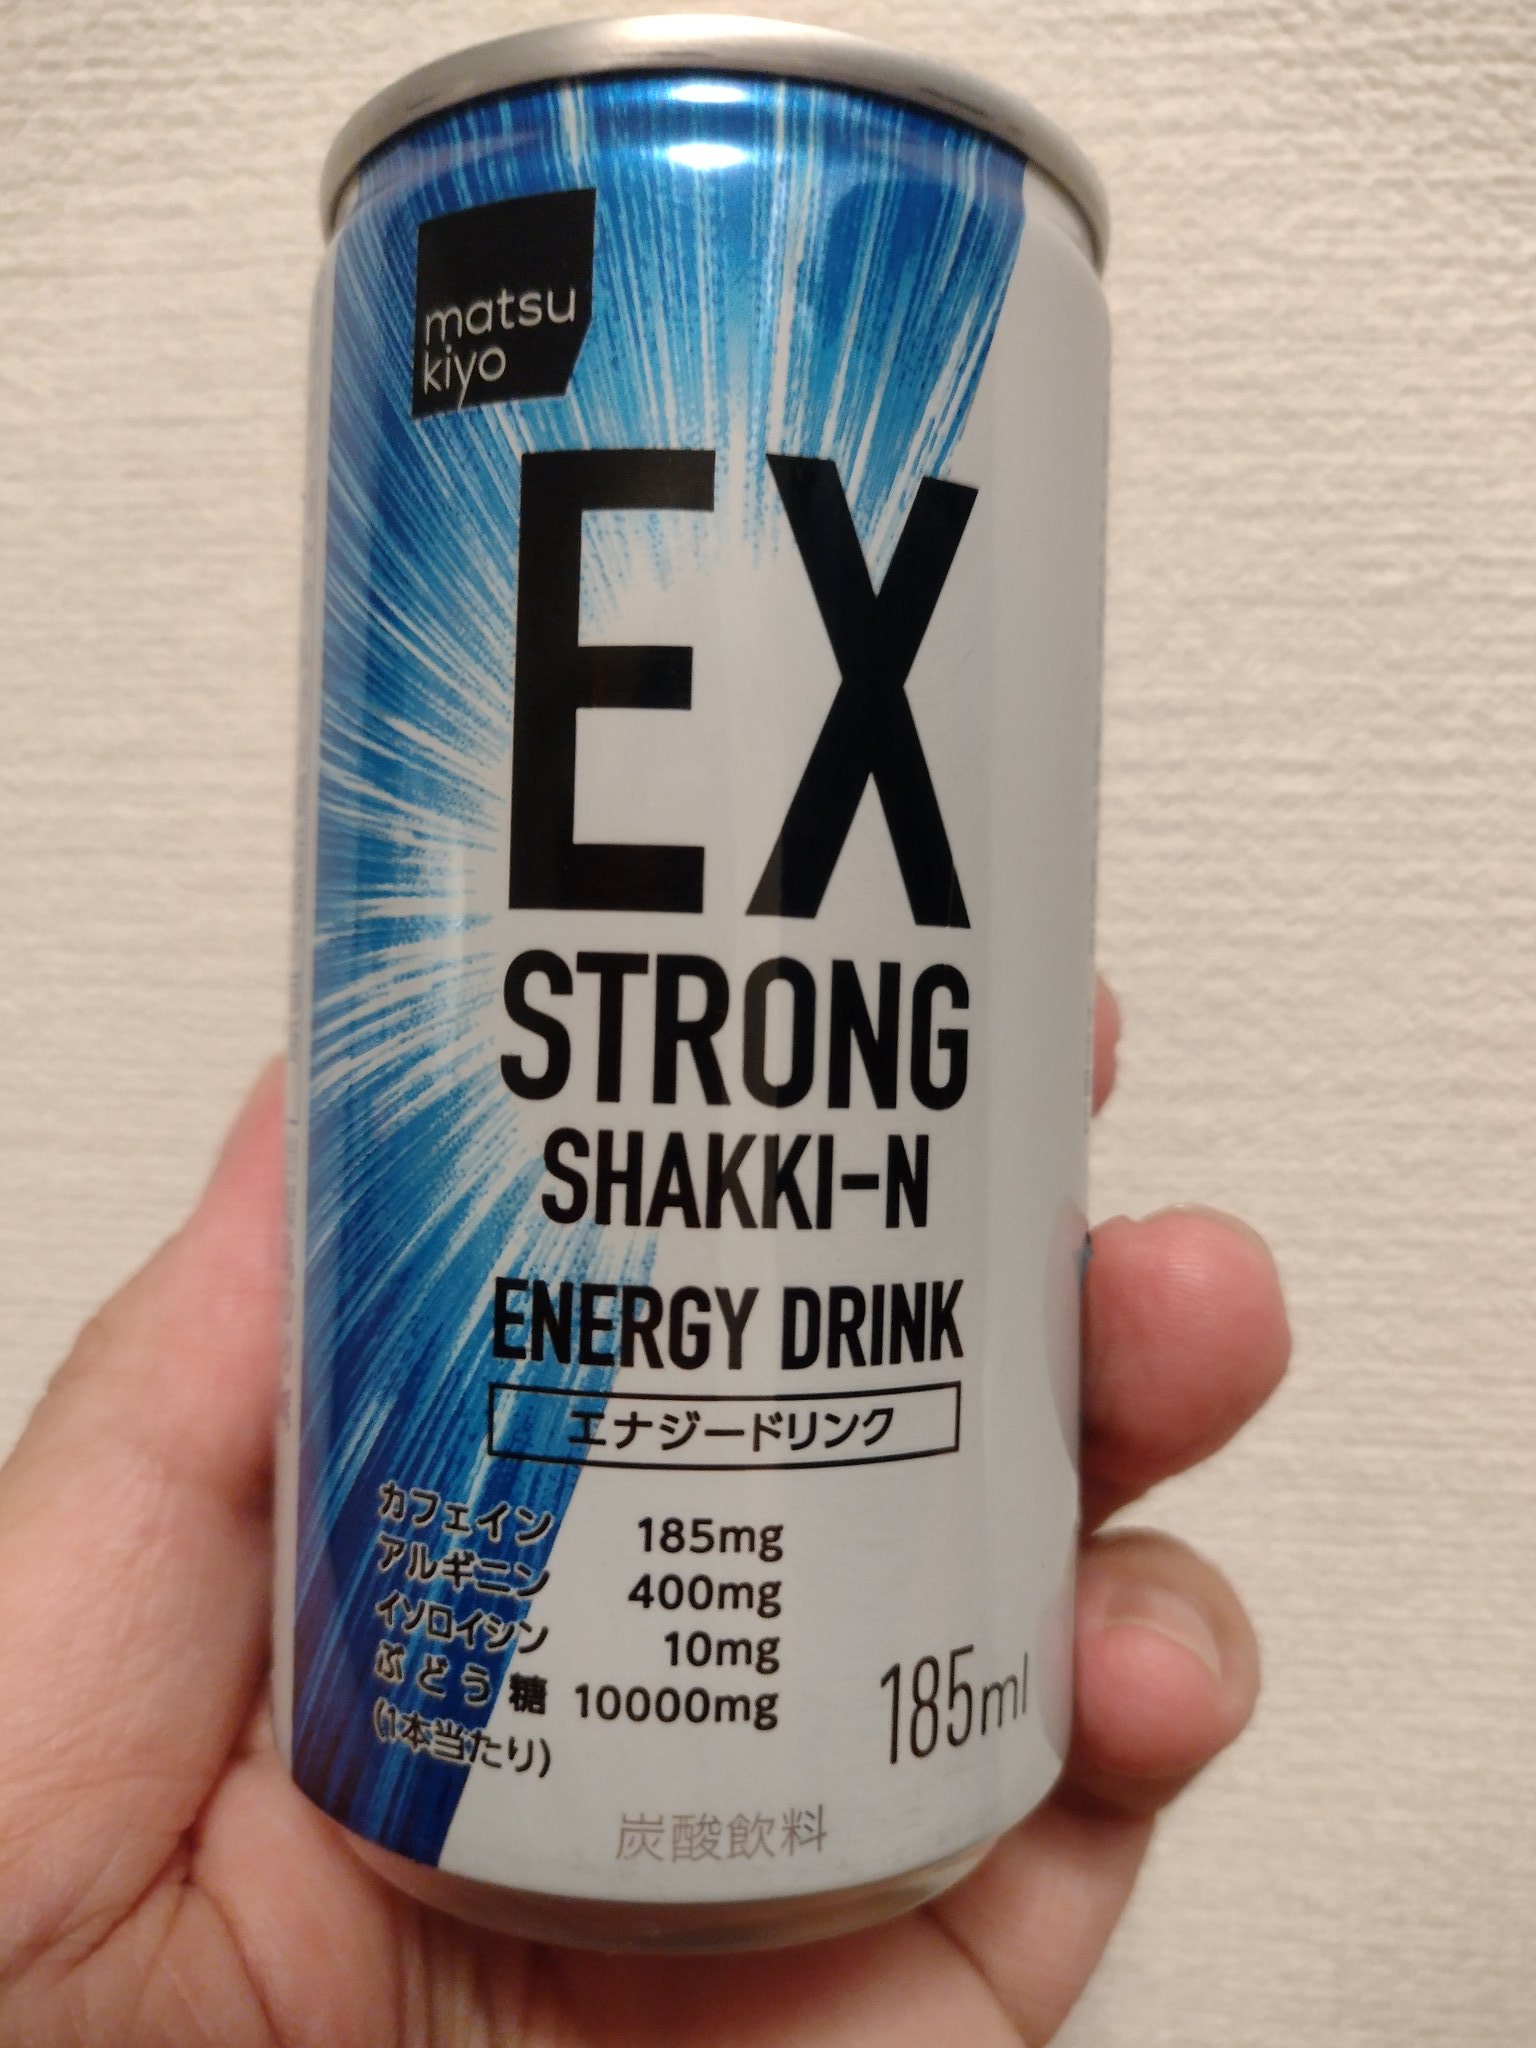 matsu
kiyo
EX
STRONG
SHAKKI-N
ENERGY DRINK
エナジードリンク
カフェイン 185mg
アルギニン 400mg
イソロイシン 10mg
ぶどう糖 10000mg
(1本当たり)
185ml
炭酸飲料